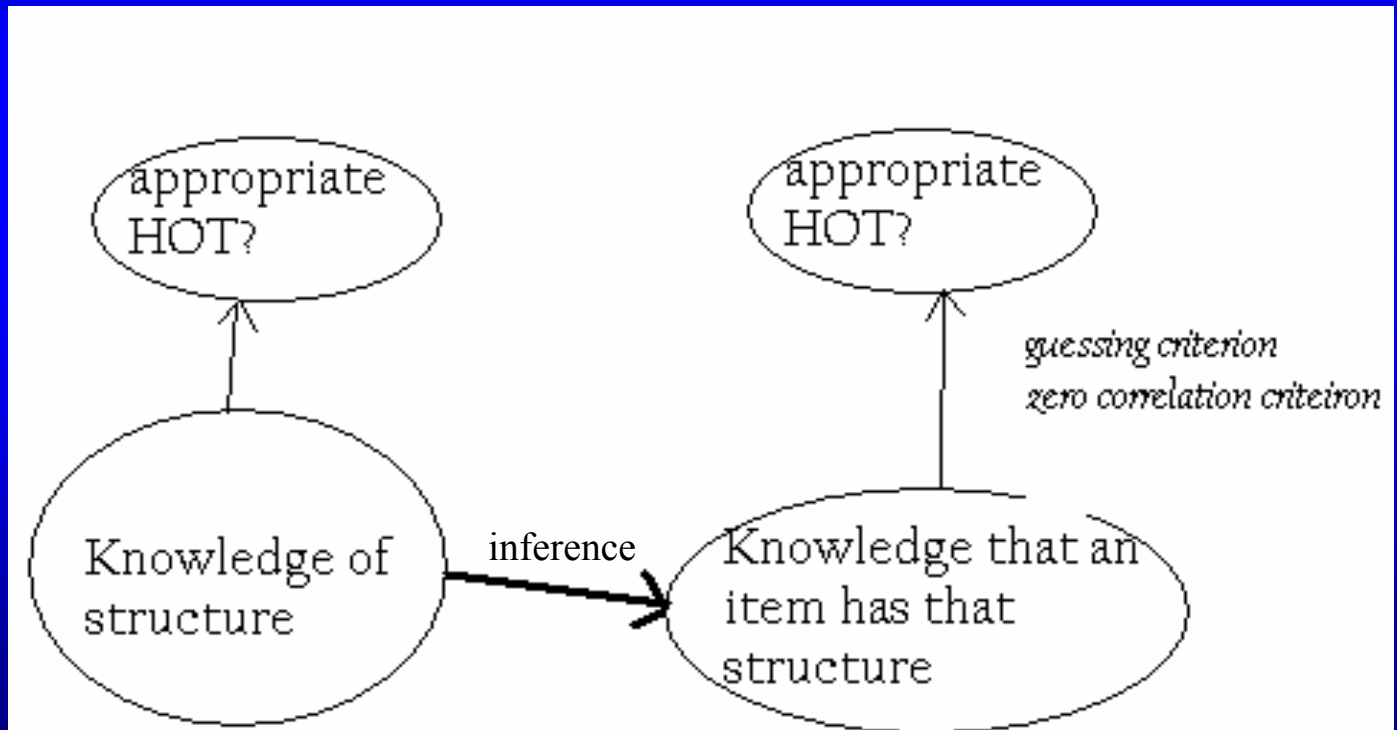 appropriate
HOT?
appropriate
HOT?
guessing criterion
zero correlation criteiron
Knowledge of
structure
inference
Knowledge that an
item has that
structure